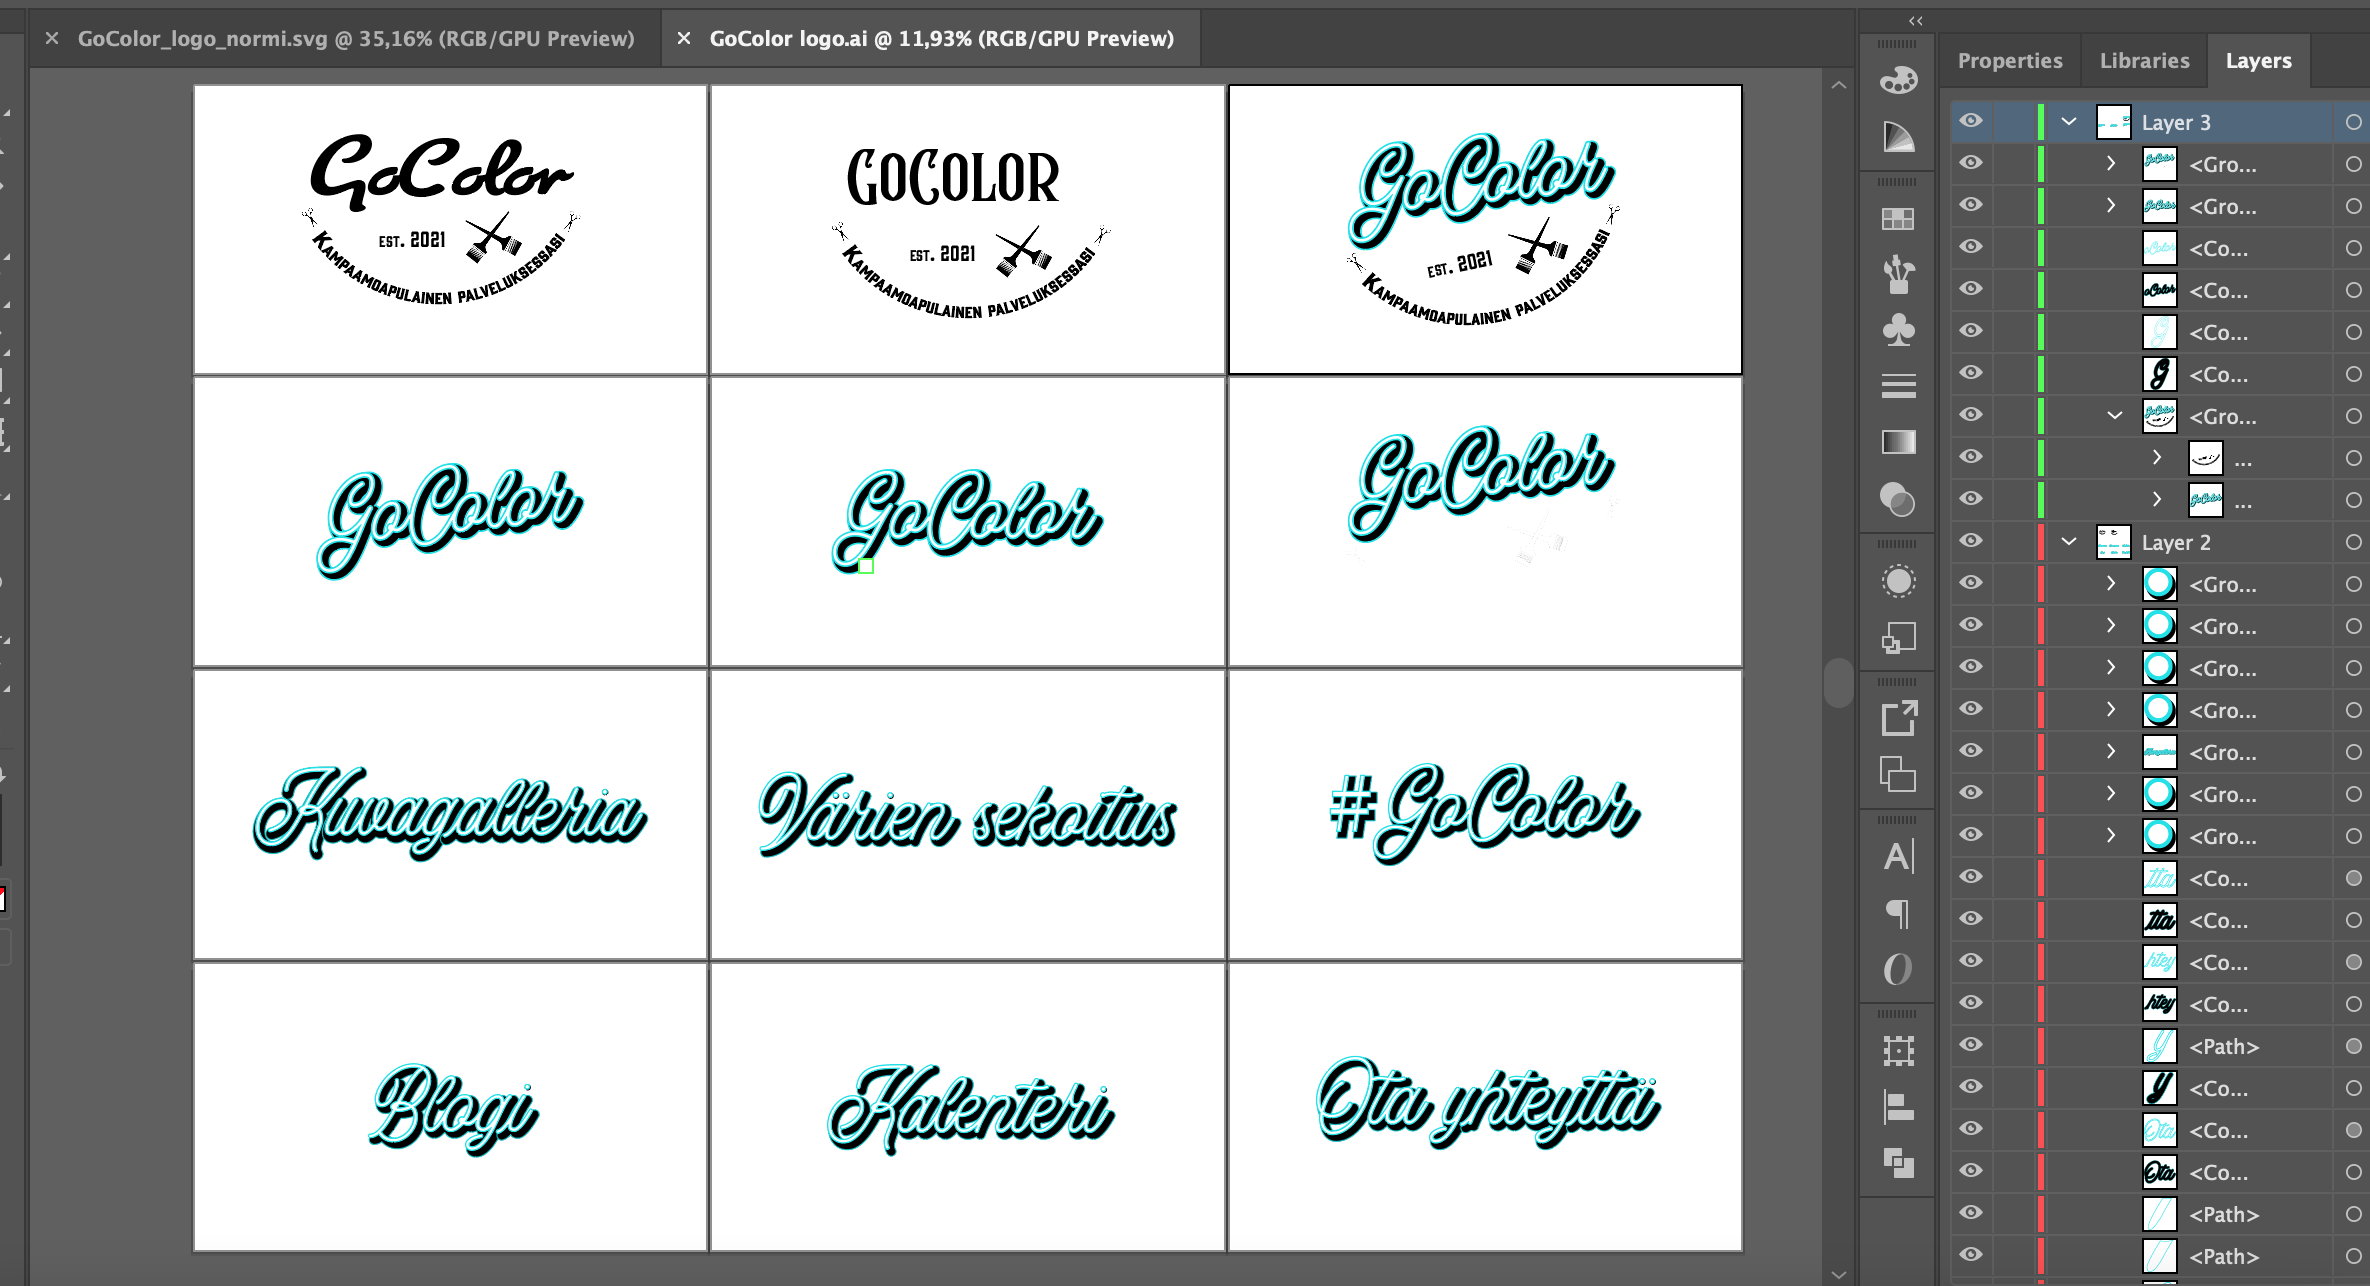 GoColor_logo_normi.svg @ 35,16% (RGB/GPU Preview)
GoColor logo.ai @ 11,93% (RGB/GPU Preview)
GoColor
EST. 2021
KAMPAAMOAPULAINEN PALVELUKSESSASI
GOCOLOR
EST. 2021
KAMPAAMOAPULAINEN PALVELUKSESSASI
GoColor
EST. 2021
KAMPAAMOAPULAINEN PALVELUKSESSASI
GoColor
GoColor
GoColor
Kuvagalleria
Värien sekoitus
#GoColor
Blogi
Kalenteri
Ota yhteyttä
Properties
Libraries
Layers
Layer 3
<Gro...
<Gro...
<Co...
<Co...
<Co...
<Co...
<Gro...
...
...
Layer 2
<Gro...
<Gro...
<Gro...
<Gro...
<Gro...
<Gro...
<Gro...
<Co...
<Co...
<Co...
<Co...
<Path>
<Co...
<Co...
<Co...
<Path>
<Path>